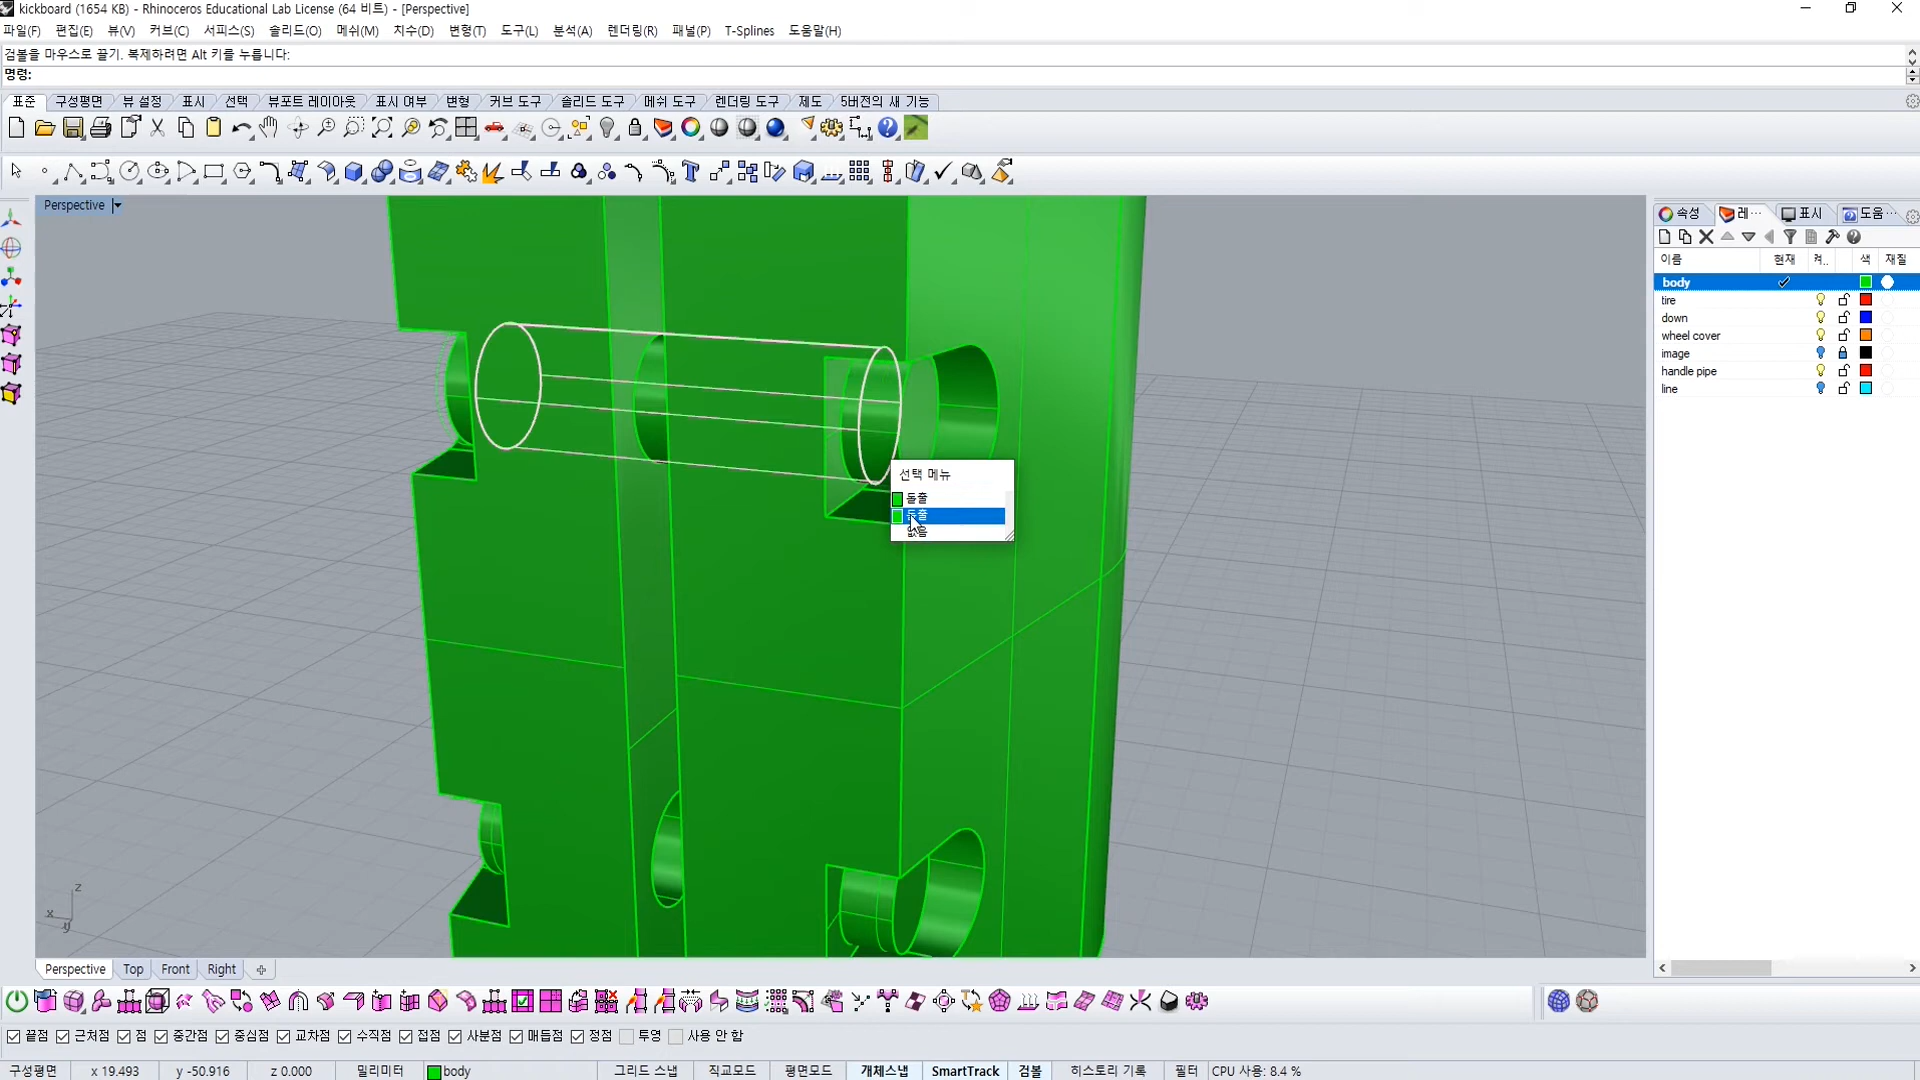 kickboard (1654 KB) - Rhinoceros Educational Lab License (64 비트) - [Perspective]
파일(F) 편집(E) 뷰(V) 커브(C) 서피스(S) 솔리드(O) 메쉬(M) 치수(D) 변형(T) 도구(L) 분석(A) 렌더링(R) 패널(P) T-Splines 도움말(H)
검볼을 마우스로 끌기. 복제하려면 Alt 키를 누릅니다:
명령:
표준 구성평면 뷰 설정 표시 선택 뷰포트 레이아웃 표시 여부 변형 커브 도구 솔리드 도구 메쉬 도구 렌더링 도구 제도 5버전의 새 기능
Perspective
속성 레··· 표시 도움···
이름 현재 켜.. 색 재질
body
tire
down
wheel cover
image
handle pipe
line
선택 메뉴
돌출
돌출
없음
z
x
y
Perspective Top Front Right
끝점 근처점 점 중간점 중심점 교차점 수직점 접점 사분점 매듭점 정점 투영 사용 안 함
구성평면 x 19.493 y -50.916 z 0.000 밀리미터 body 그리드 스냅 직교모드 평면모드 개체스냅 SmartTrack 검볼 히스토리 기록 필터 CPU 사용: 8.4 %